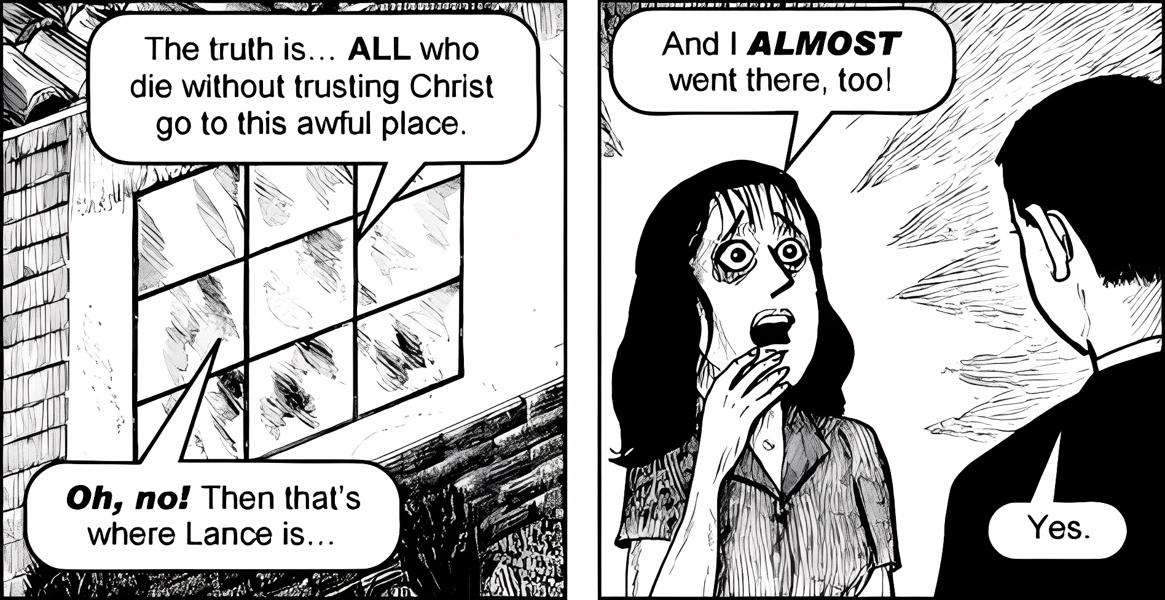 The truth is... ALL who
die without trusting Christ
go to this awful place.
Oh, no! Then that's
where Lance is...
And I ALMOST
went there, too!
Yes.